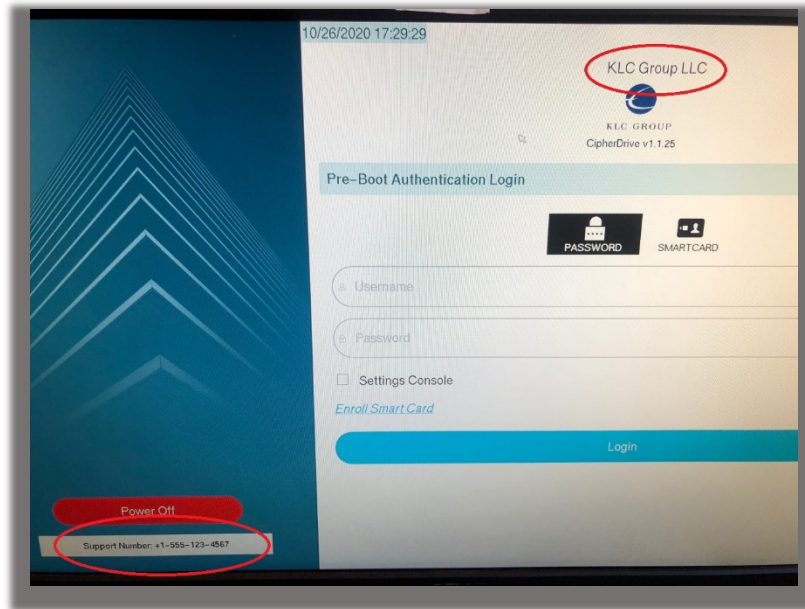 10/26/2020 17:29:29
KLC Group LLC
KLC GROUP
CipherDrive v1.1.25
Pre-Boot Authentication Login
PASSWORD
SMARTCARD
Username
Password
Settings Console
Enroll Smart Card
Login
Power Off
Support Number: +1-555-123-4567